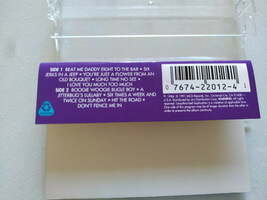 SIDE 1 BEAT ME DADDY EIGHT TO THE BAR • SIX
JERKS IN A JEEP • YOU'RE JUST A FLOWER FROM AN
OLD BOUQUET • LONG TIME NO SEE •
I LOVE YOU MUCH TOO MUCH
SIDE 2 BOOGIE WOOGIE BUGLE BOY • A
JITTERBUG'S LULLABY • SIX TIMES A WEEK AND
TWICE ON SUNDAY • HIT THE ROAD •
DON'T FENCE ME IN
0 7674-22012-4